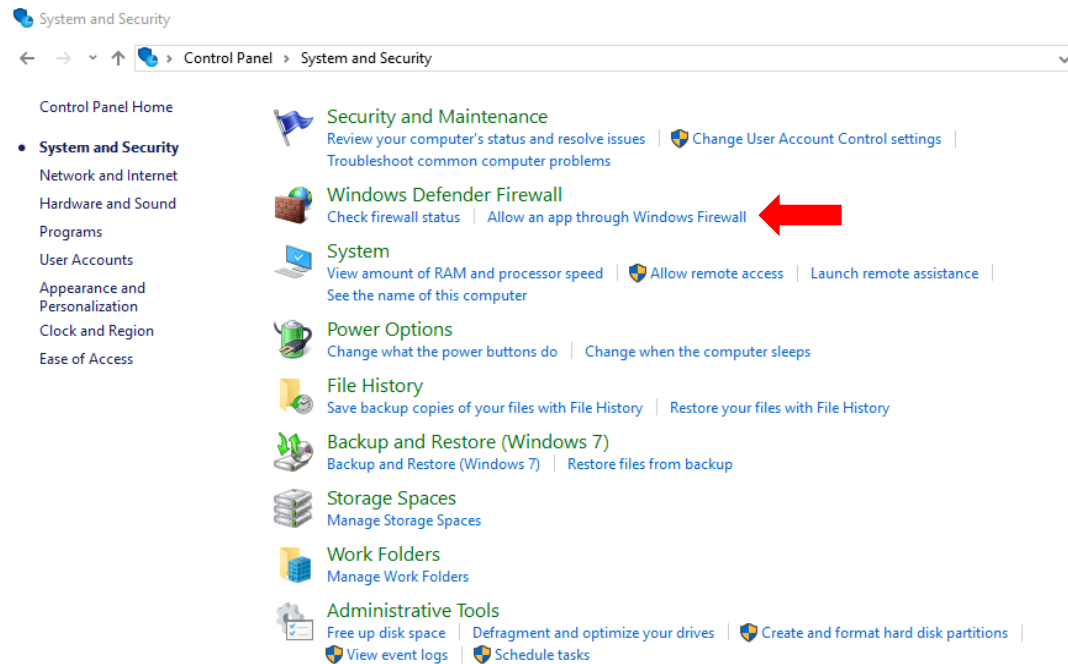 System and Security
Control Panel System and Security
Control Panel Home
System and Security
Network and Internet
Hardware and Sound
Programs
User Accounts
Appearance and
Personalization
Clock and Region
Ease of Access
Security and Maintenance
Review your computer's status and resolve issues Change User Account Control settings
Troubleshoot common computer problems
Windows Defender Firewall
Check firewall status Allow an app through Windows Firewall
System
View amount of RAM and processor speed Allow remote access Launch remote assistance
See the name of this computer
Power Options
Change what the power buttons do Change when the computer sleeps
File History
Save backup copies of your files with File History Restore your files with File History
Backup and Restore (Windows 7)
Backup and Restore (Windows 7) Restore files from backup
Storage Spaces
Manage Storage Spaces
Work Folders
Manage Work Folders
Administrative Tools
Free up disk space Defragment and optimize your drives Create and format hard disk partitions
View event logs Schedule tasks